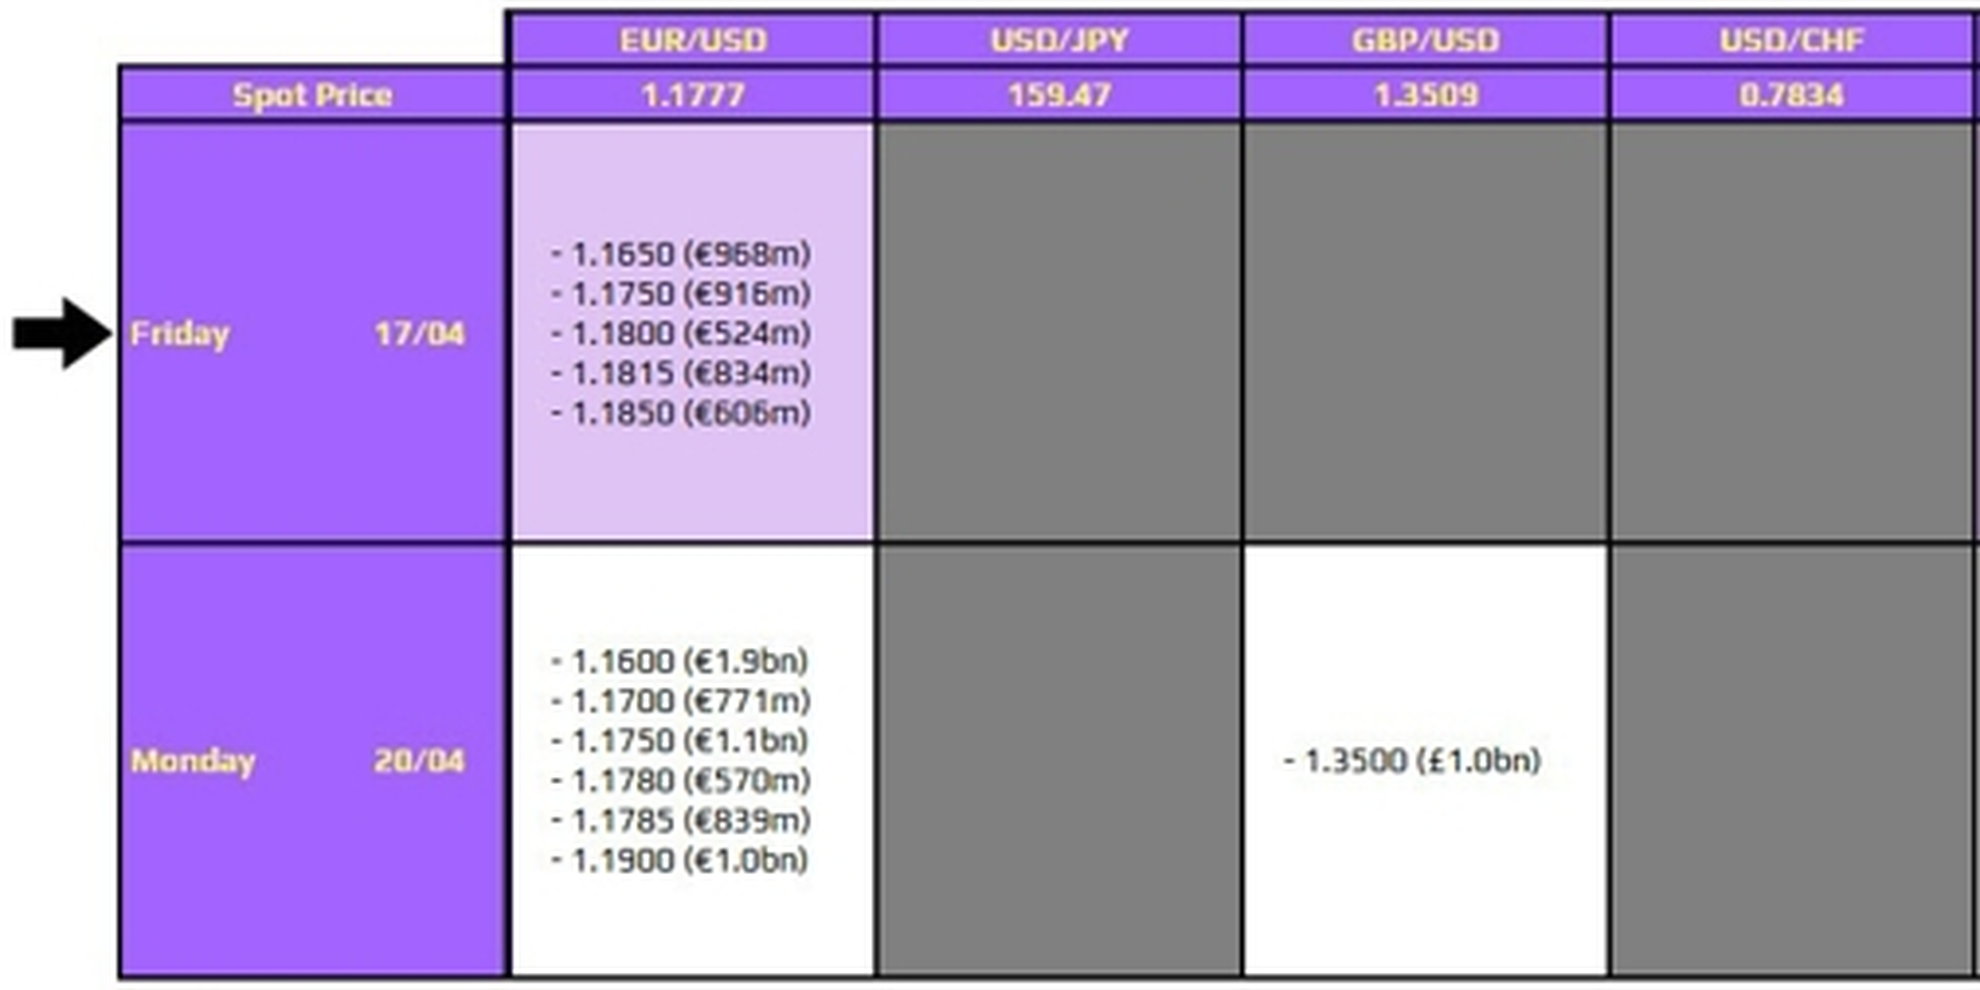 EUR/USD USD/JPY GBP/USD USD/CHF
Spot Price 1.1777 159.47 1.3509 0.7834
Friday 17/04
- 1.1650 (€968m)
- 1.1750 (€916m)
- 1.1800 (€524m)
- 1.1815 (€834m)
- 1.1850 (€606m)
Monday 20/04
- 1.1600 (€1.9bn)
- 1.1700 (€771m)
- 1.1750 (€1.1bn)
- 1.1780 (€570m)
- 1.1785 (€839m)
- 1.1900 (€1.0bn)
- 1.3500 (£1.0bn)